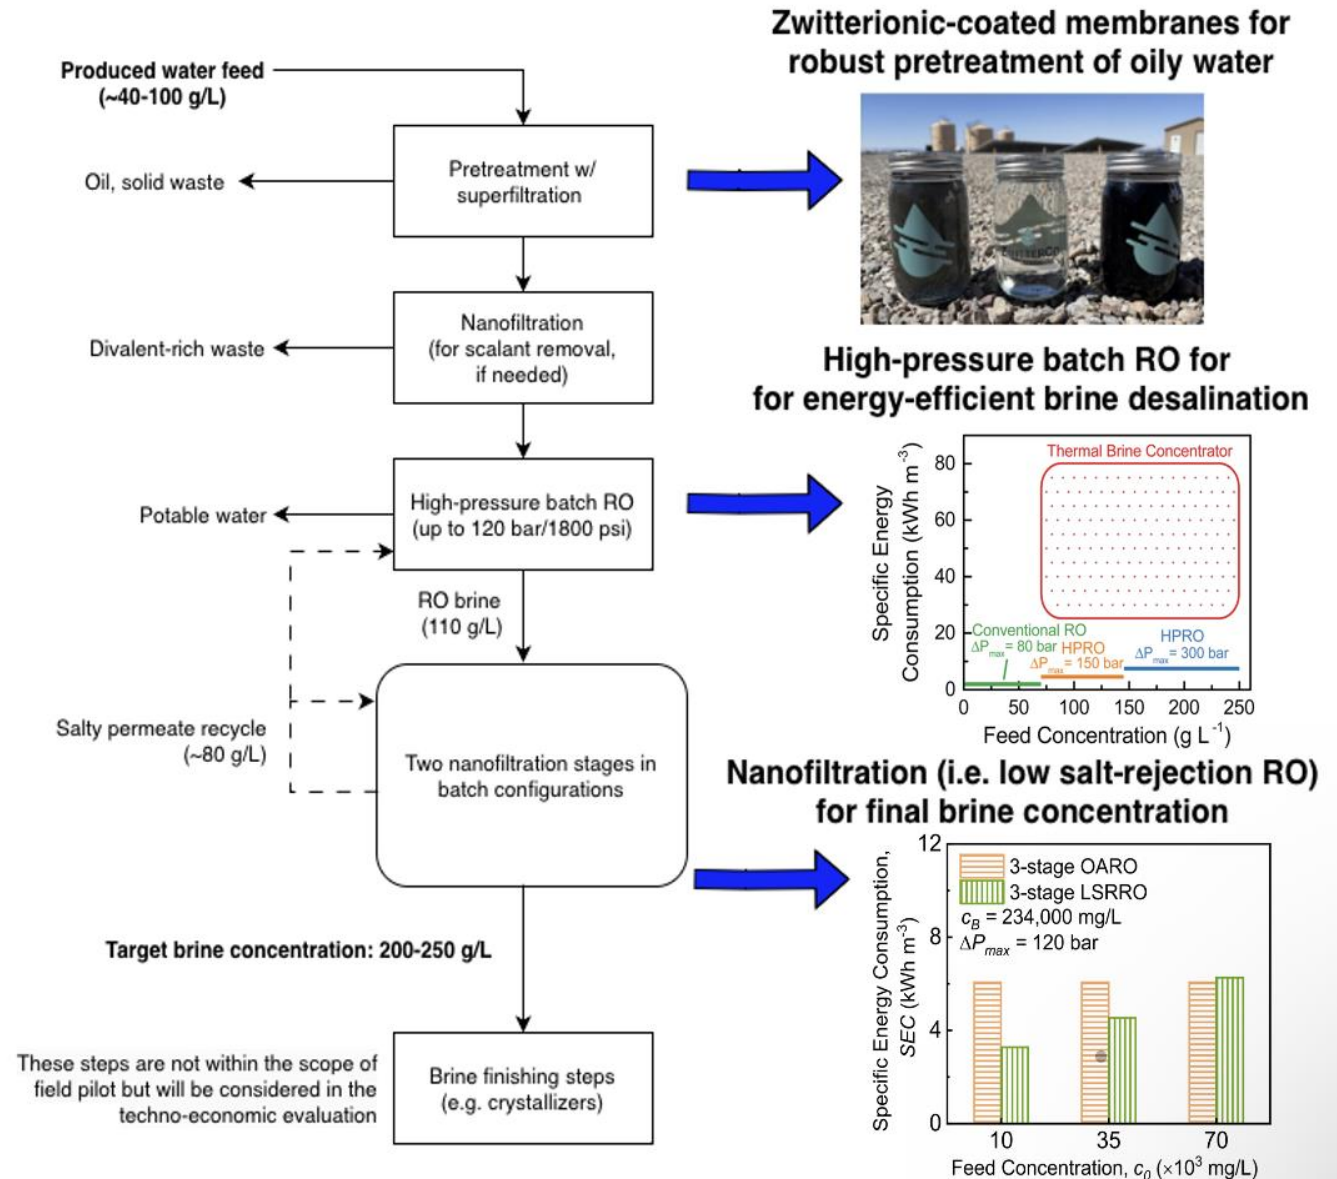 Produced water feed
(~40-100 g/L)
Pretreatment w/
superfiltration
Oil, solid waste
Nanofiltration
(for scalant removal,
if needed)
Divalent-rich waste
High-pressure batch RO
(up to 120 bar/1800 psi)
Potable water
RO brine
(110 g/L)
Salty permeate recycle
(~80 g/L)
Two nanofiltration stages in
batch configurations
Target brine concentration: 200-250 g/L
These steps are not within the scope of
field pilot but will be considered in the
techno-economic evaluation
Brine finishing steps
(e.g. crystallizers)
Zwitterionic-coated membranes for
robust pretreatment of oily water
High-pressure batch RO for
for energy-efficient brine desalination
Specific Energy
Consumption (kWh m⁻³)
80
60
40
20
0
Thermal Brine Concentrator
Conventional RO
ΔPmax= 80 bar
HPRO
ΔPmax= 150 bar
HPRO
ΔPmax= 300 bar
0 50 100 150 200 250
Feed Concentration (g L⁻¹)
Nanofiltration (i.e. low salt-rejection RO)
for final brine concentration
Specific Energy Consumption,
SEC (kWh m⁻³)
12
8
4
0
3-stage OARO
3-stage LSRRO
cB = 234,000 mg/L
ΔPmax = 120 bar
10 35 70
Feed Concentration, c₀ (×10³ mg/L)